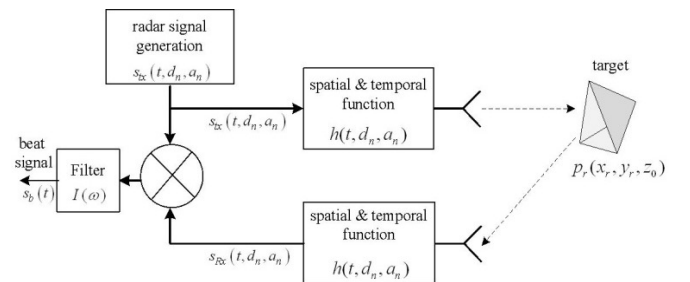 radar signal
generation
s_tx(t, d_n, a_n)
s_tx(t, d_n, a_n)
spatial & temporal
function
h(t, d_n, a_n)
target
p_r(x_r, y_r, z_0)
beat
signal
s_b(t)
Filter
I(ω)
s_Rx(t, d_n, a_n)
spatial & temporal
function
h(t, d_n, a_n)